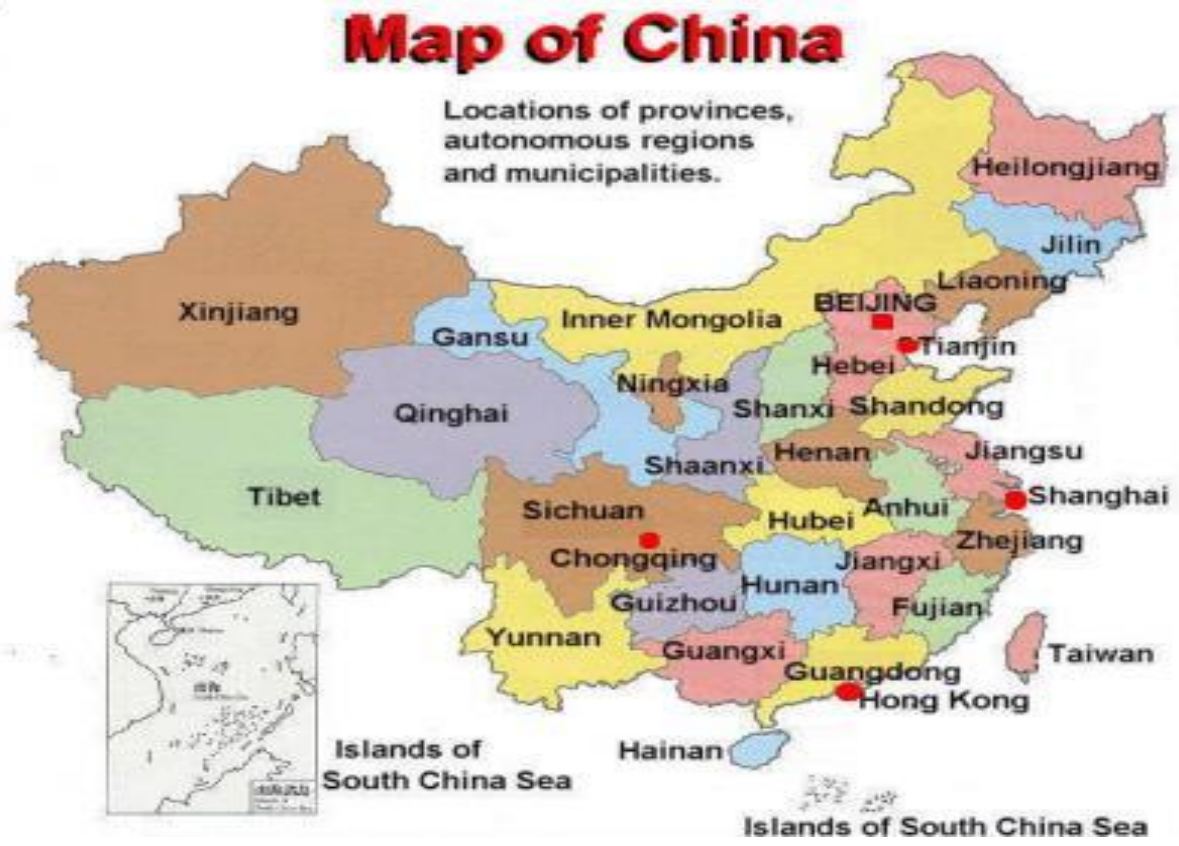 Map of China
Locations of provinces,
autonomous regions
and municipalities.
Heilongjiang
Jilin
Liaoning
Xinjiang
Inner Mongolia
BEIJING
Gansu
Tianjin
Hebei
Ningxia
Qinghai
Shanxi
Shandong
Henan
Jiangsu
Shaanxi
Tibet
Shanghai
Sichuan
Anhui
Hubei
Zhejiang
Chongqing
Jiangxi
Hunan
Guizhou
Fujian
Yunnan
Guangxi
Taiwan
Guangdong
Hong Kong
Hainan
Islands of
South China Sea
Islands of South China Sea